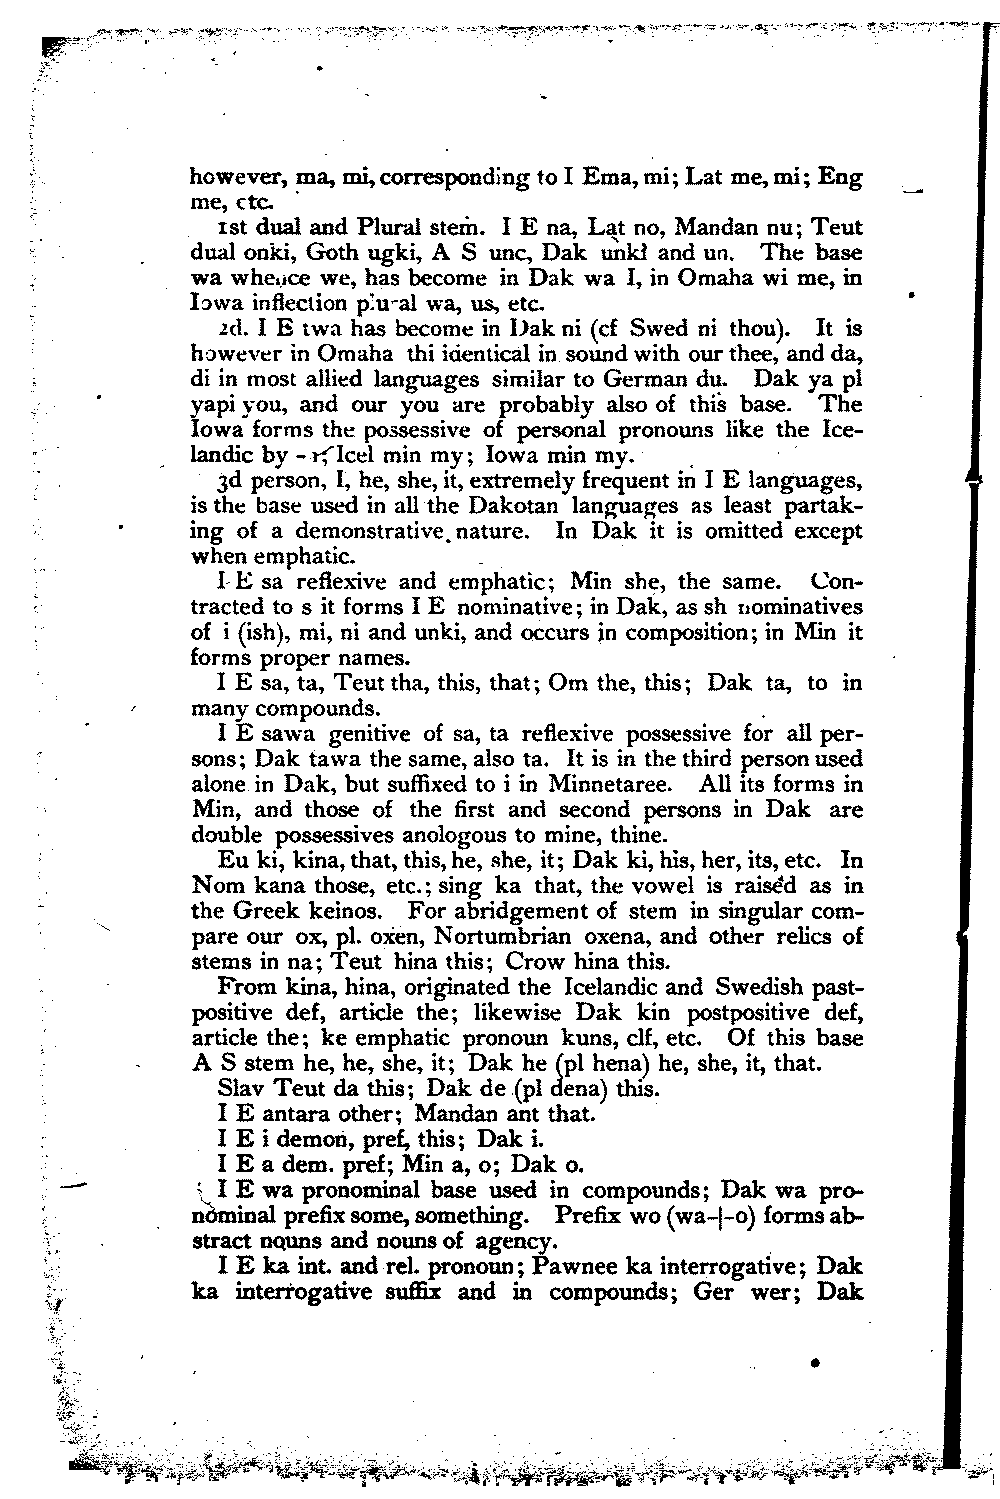 however, ma, mi, corresponding to I Ema, mi; Lat me, mi; Eng
me, etc.
1st dual and Plural stem. I E na, Lat no, Mandan nu; Teut
dual onki, Goth ugki, A S unc, Dak unki and un. The base
wa whence we, has become in Dak wa I, in Omaha wi me, in
Iowa inflection plural wa, us, etc.
2d. I E twa has become in Dak ni (cf Swed ni thou). It is
however in Omaha thi identical in sound with our thee, and da,
di in most allied languages similar to German du. Dak ya pl
yapi you, and our you are probably also of this base. The
Iowa forms the possessive of personal pronouns like the Ice-
landic by - Icel min my; Iowa min my.
3d person, I, he, she, it, extremely frequent in I E languages,
is the base used in all the Dakotan languages as least partak-
ing of a demonstrative nature. In Dak it is omitted except
when emphatic.
I E sa reflexive and emphatic; Min she, the same. Con-
tracted to s it forms I E nominative; in Dak, as sh nominatives
of i (ish), mi, ni and unki, and occurs in composition; in Min it
forms proper names.
I E sa, ta, Teut tha, this, that; Om the, this; Dak ta, to in
many compounds.
I E sawa genitive of sa, ta reflexive possessive for all per-
sons; Dak tawa the same, also ta. It is in the third person used
alone in Dak, but suffixed to i in Minnetaree. All its forms in
Min, and those of the first and second persons in Dak are
double possessives anologous to mine, thine.
Eu ki, kina, that, this, he, she, it; Dak ki, his, her, its, etc. In
Nom kana those, etc.; sing ka that, the vowel is raised as in
the Greek keinos. For abridgement of stem in singular com-
pare our ox, pl. oxen, Nortumbrian oxena, and other relics of
stems in na; Teut hina this; Crow hina this.
From kina, hina, originated the Icelandic and Swedish past-
positive def, article the; likewise Dak kin postpositive def,
article the; ke emphatic pronoun kuns, clf, etc. Of this base
A S stem he, he, she, it; Dak he (pl hena) he, she, it, that.
Slav Teut da this; Dak de (pl dena) this.
I E antara other; Mandan ant that.
I E i demon, pref, this; Dak i.
I E a dem. pref; Min a, o; Dak o.
I E wa pronominal base used in compounds; Dak wa pro-
nominal prefix some, something. Prefix wo (wa-|-o) forms ab-
stract nouns and nouns of agency.
I E ka int. and rel. pronoun; Pawnee ka interrogative; Dak
ka interrogative suffix and in compounds; Ger wer; Dak